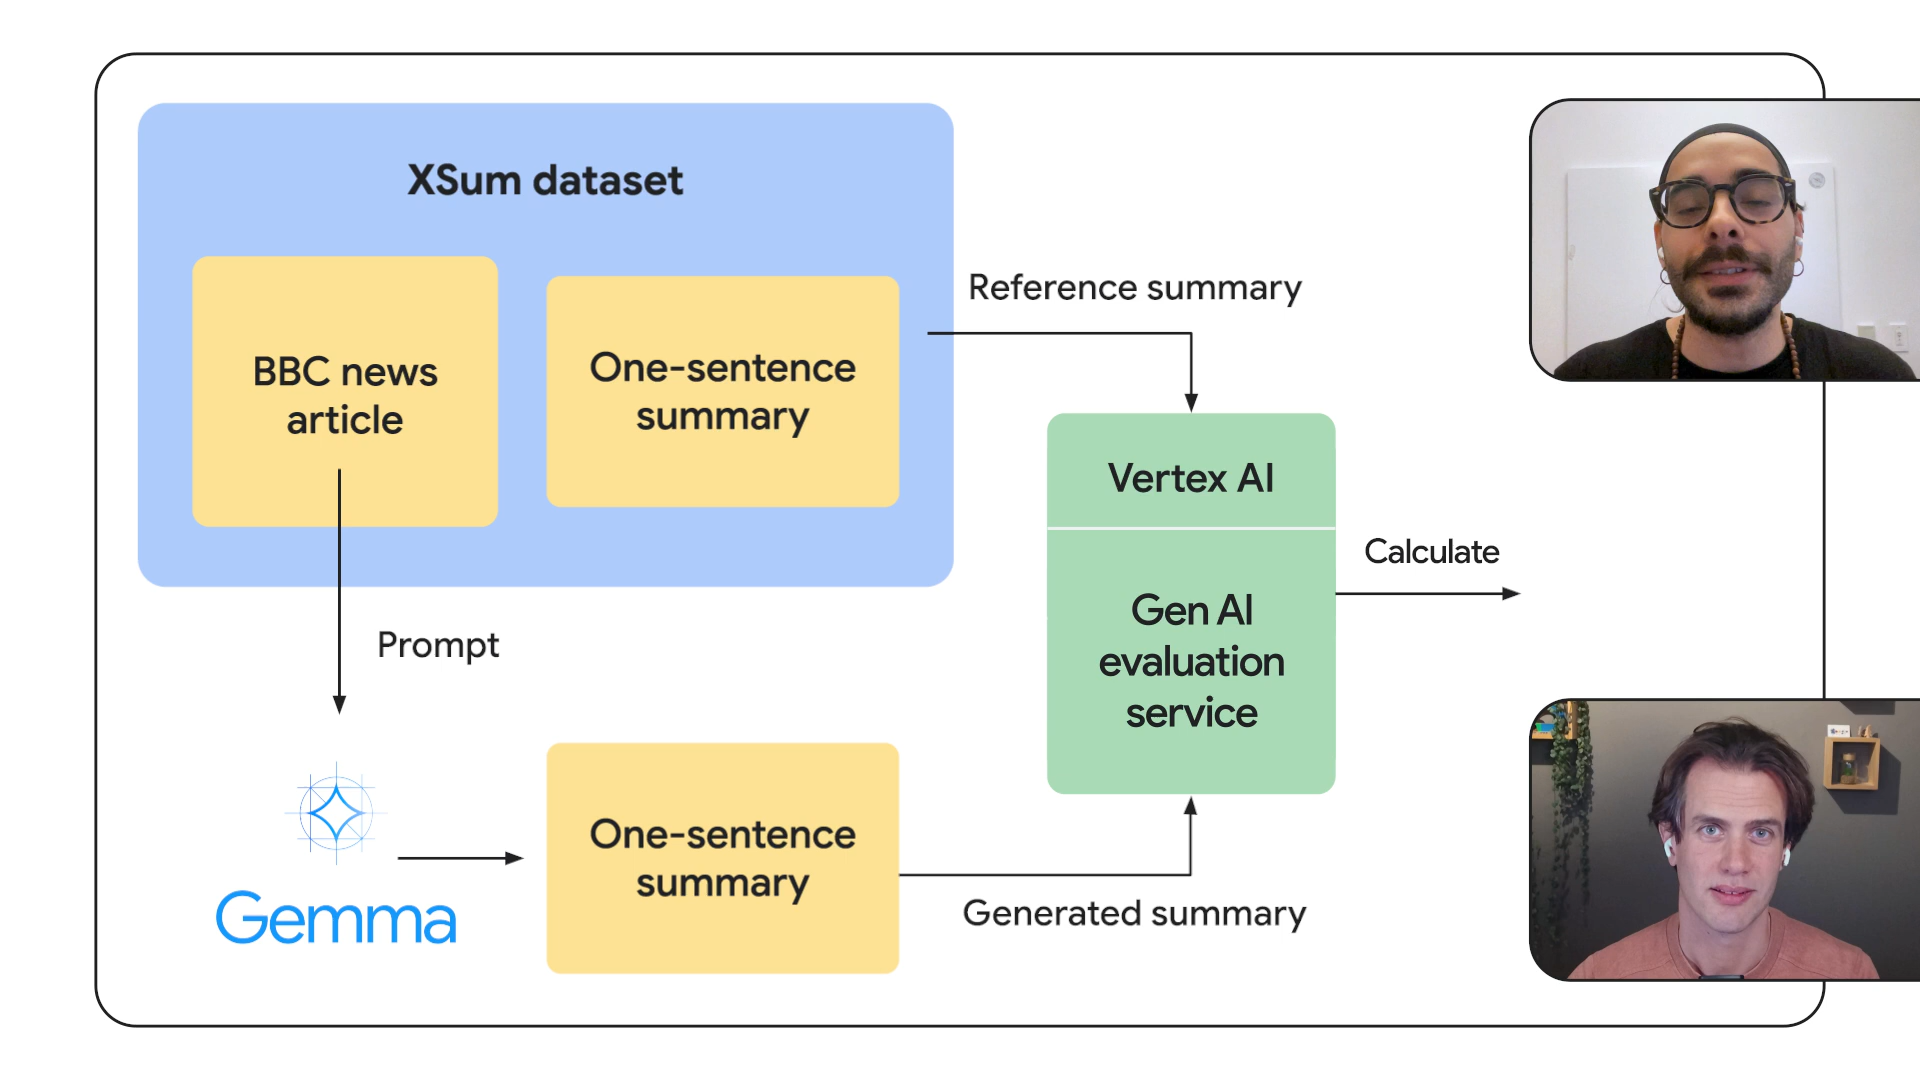 XSum dataset
BBC news
article
One-sentence
summary
Reference summary
Vertex AI
Gen AI
evaluation
service
Calculate
Prompt
Gemma
One-sentence
summary
Generated summary